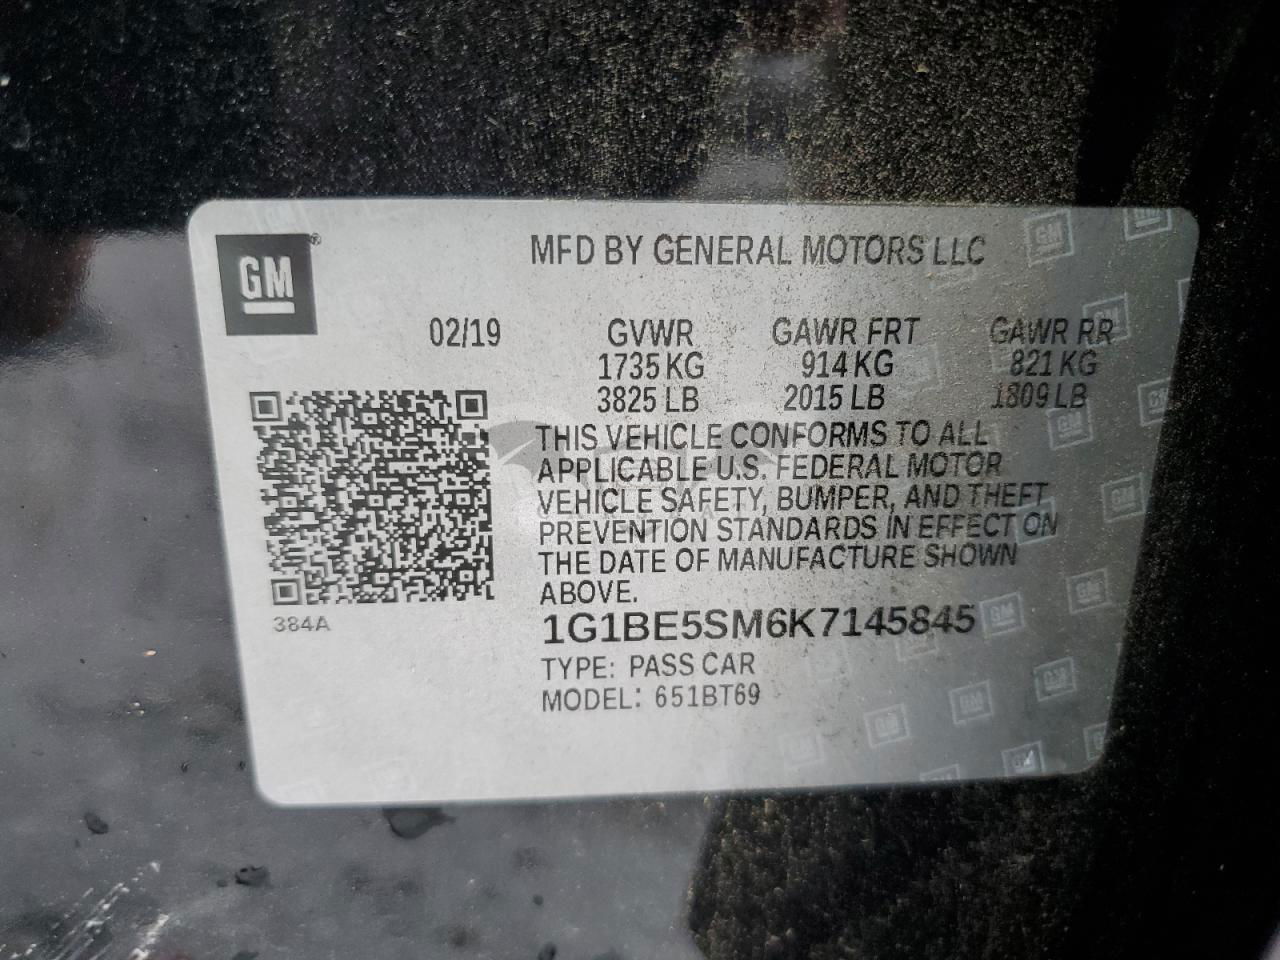 GM ®
MFD BY GENERAL MOTORS LLC
02/19 GVWR GAWR FRT GAWR RR
1735 KG 914 KG 821 KG
3825 LB 2015 LB 1809 LB
THIS VEHICLE CONFORMS TO ALL
APPLICABLE U.S. FEDERAL MOTOR
VEHICLE SAFETY, BUMPER, AND THEFT
PREVENTION STANDARDS IN EFFECT ON
THE DATE OF MANUFACTURE SHOWN
ABOVE.
384A
1G1BE5SM6K7145845
TYPE: PASS CAR
MODEL: 651BT69